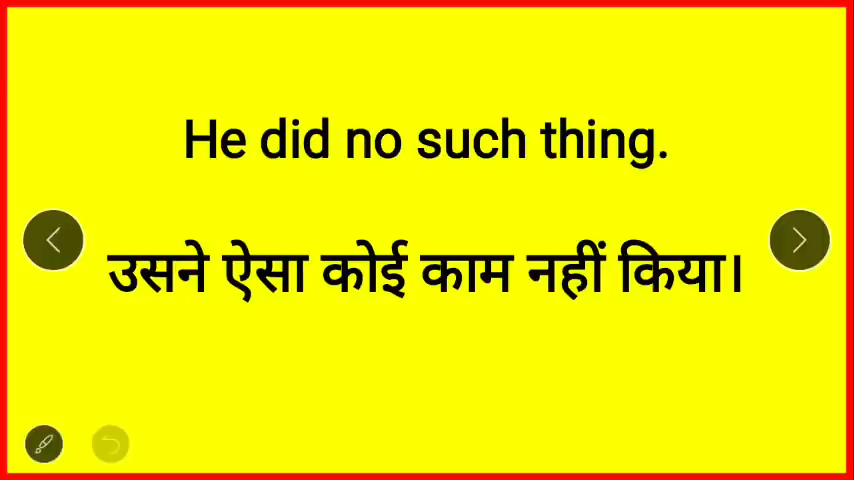 He did no such thing.
उसने ऐसा कोई काम नहीं किया।